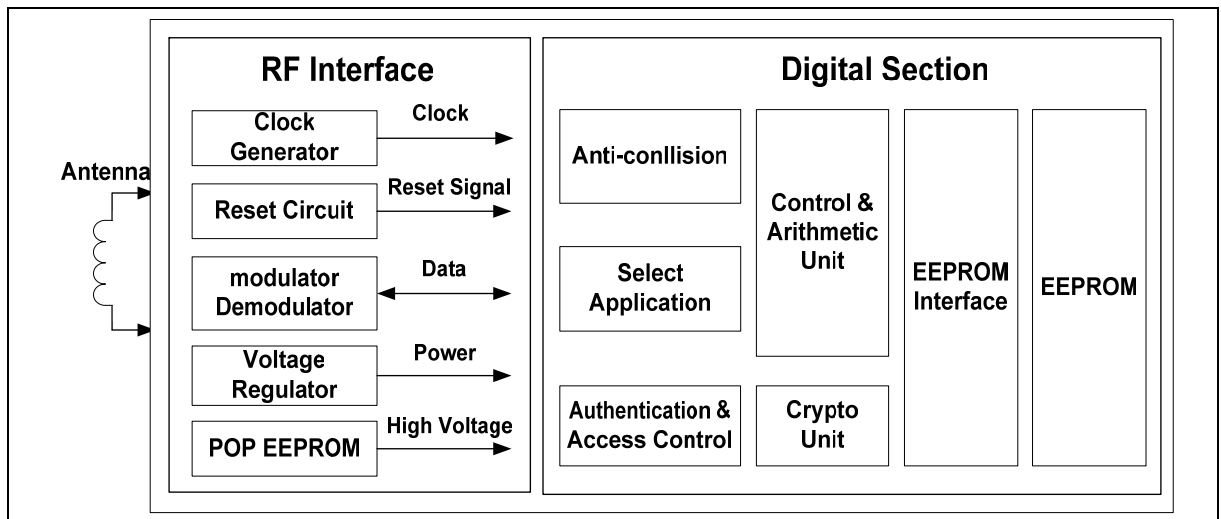 RF Interface
Digital Section
Antenna
Clock
Generator
Clock
Reset Circuit
Reset Signal
modulator
Demodulator
Data
Voltage
Regulator
Power
POP EEPROM
High Voltage
Anti-conllision
Select
Application
Authentication &
Access Control
Control &
Arithmetic
Unit
Crypto
Unit
EEPROM
Interface
EEPROM